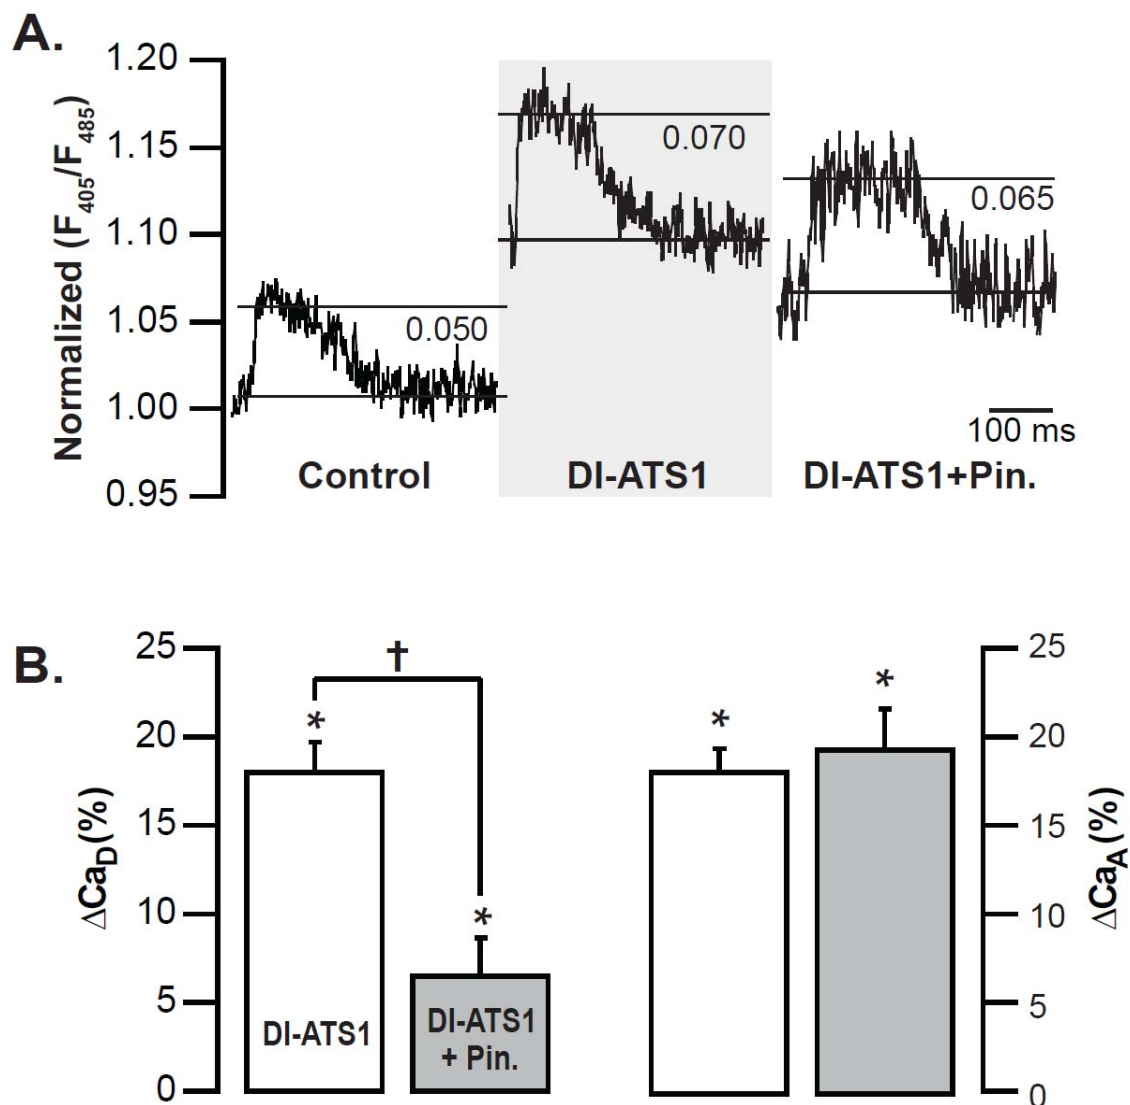 A.
Normalized (F405/F485)
1.20
1.15
1.10
1.05
1.00
0.95
0.050
0.070
0.065
100 ms
Control
DI-ATS1
DI-ATS1+Pin.
B.
ΔCaD(%)
25
20
15
10
5
0
†
*
*
DI-ATS1
DI-ATS1
+ Pin.
*
*
25
20
15
10
5
0
ΔCaA(%)